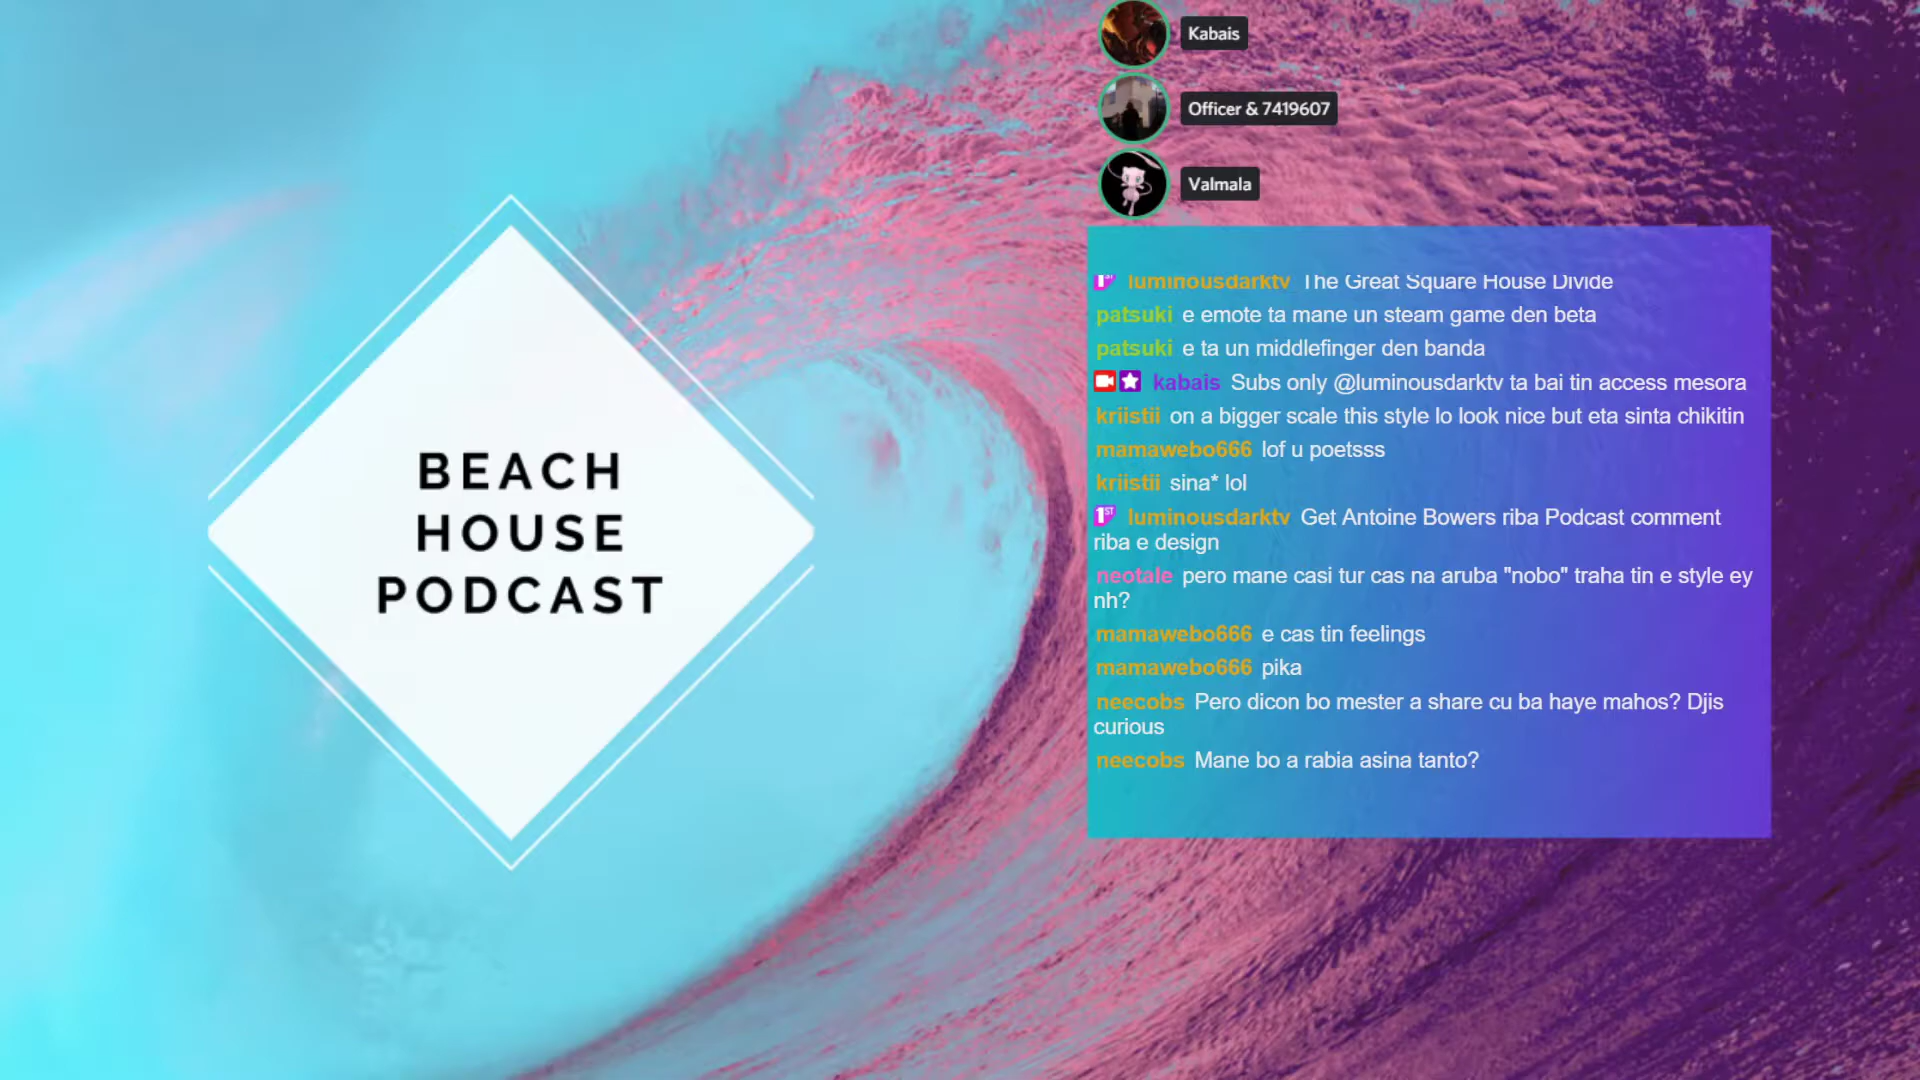 Kabais
Officer & 7419607
Valmala
BEACH
HOUSE
PODCAST
1ST luminousdarktv The Great Square House Divide
patsuki e emote ta mane un steam game den beta
patsuki e ta un middlefinger den banda
kabais Subs only @luminousdarktv ta bai tin access mesora
kriistii on a bigger scale this style lo look nice but eta sinta chikitin
mamawebo666 lof u poetsss
kriistii sina* lol
1ST luminousdarktv Get Antoine Bowers riba Podcast comment
riba e design
neotale pero mane casi tur cas na aruba "nobo" traha tin e style ey
nh?
mamawebo666 e cas tin feelings
mamawebo666 pika
neecobs Pero dicon bo mester a share cu ba haye mahos? Djis
curious
neecobs Mane bo a rabia asina tanto?